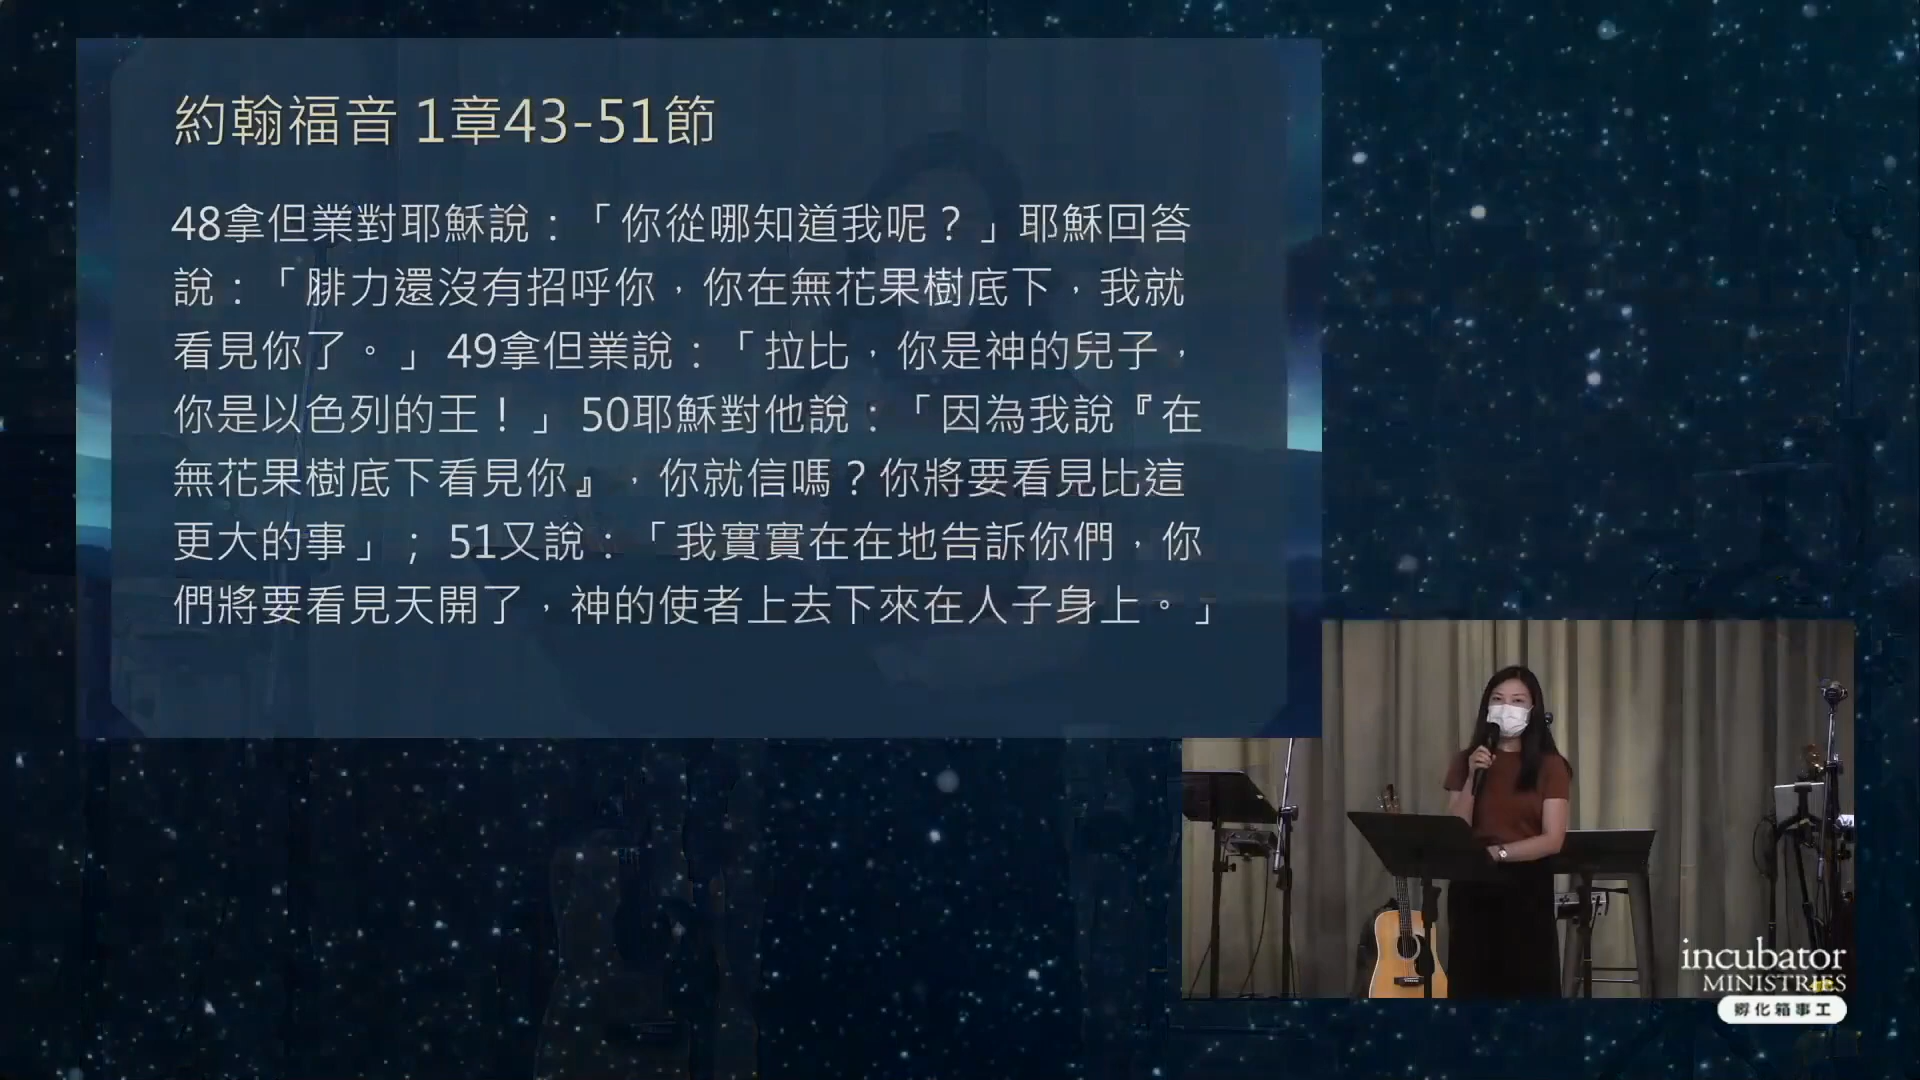 約翰福音 1章43-51節
48拿但業對耶穌說：「你從哪知道我呢？」耶穌回答
說：「腓力還沒有招呼你，你在無花果樹底下，我就
看見你了。」 49拿但業說：「拉比，你是神的兒子，
你是以色列的王！」 50耶穌對他說：「因為我說『在
無花果樹底下看見你』，你就信嗎？你將要看見比這
更大的事」； 51又說：「我實實在在地告訴你們，你
們將要看見天開了，神的使者上去下來在人子身上。」
incubator
MINISTRIES
孵化箱事工